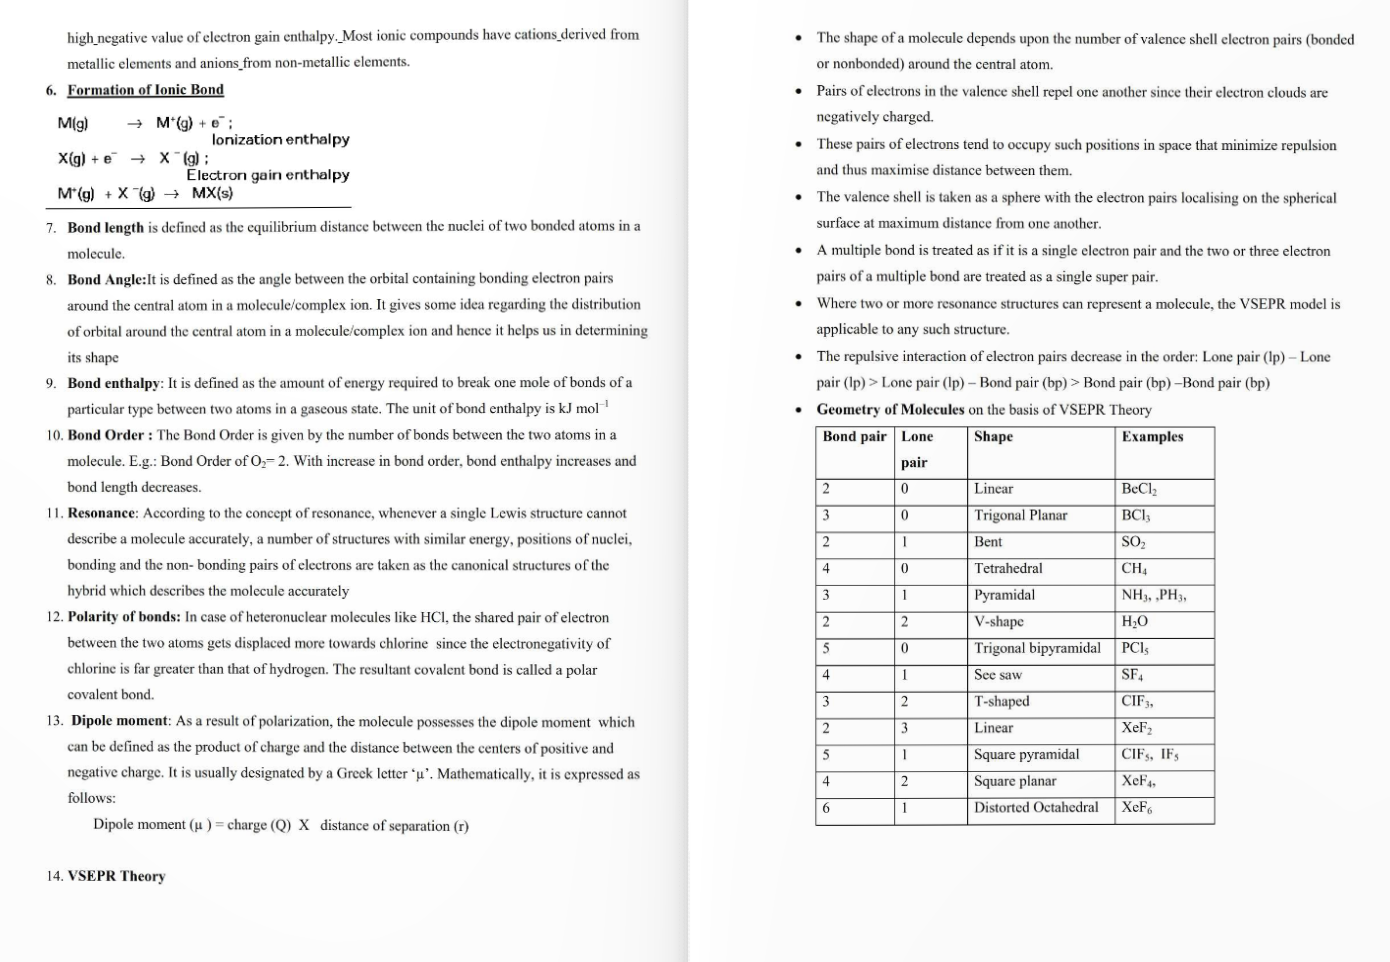 high negative value of electron gain enthalpy. Most ionic compounds have cations derived from
metallic elements and anions from non-metallic elements.
6. Formation of Ionic Bond
M(g) → M⁺(g) + e⁻ ;
Ionization enthalpy
X(g) + e⁻ → X⁻(g) ;
Electron gain enthalpy
M⁺(g) + X⁻(g) → MX(s)
7. Bond length is defined as the equilibrium distance between the nuclei of two bonded atoms in a
molecule.
8. Bond Angle:It is defined as the angle between the orbital containing bonding electron pairs
around the central atom in a molecule/complex ion. It gives some idea regarding the distribution
of orbital around the central atom in a molecule/complex ion and hence it helps us in determining
its shape
9. Bond enthalpy: It is defined as the amount of energy required to break one mole of bonds of a
particular type between two atoms in a gaseous state. The unit of bond enthalpy is kJ mol⁻¹
10. Bond Order : The Bond Order is given by the number of bonds between the two atoms in a
molecule. E.g.: Bond Order of O₂= 2. With increase in bond order, bond enthalpy increases and
bond length decreases.
11. Resonance: According to the concept of resonance, whenever a single Lewis structure cannot
describe a molecule accurately, a number of structures with similar energy, positions of nuclei,
bonding and the non- bonding pairs of electrons are taken as the canonical structures of the
hybrid which describes the molecule accurately
12. Polarity of bonds: In case of heteronuclear molecules like HCl, the shared pair of electron
between the two atoms gets displaced more towards chlorine since the electronegativity of
chlorine is far greater than that of hydrogen. The resultant covalent bond is called a polar
covalent bond.
13. Dipole moment: As a result of polarization, the molecule possesses the dipole moment which
can be defined as the product of charge and the distance between the centers of positive and
negative charge. It is usually designated by a Greek letter ‘μ’. Mathematically, it is expressed as
follows:
Dipole moment (μ ) = charge (Q) X distance of separation (r)
14. VSEPR Theory
• The shape of a molecule depends upon the number of valence shell electron pairs (bonded
or nonbonded) around the central atom.
• Pairs of electrons in the valence shell repel one another since their electron clouds are
negatively charged.
• These pairs of electrons tend to occupy such positions in space that minimize repulsion
and thus maximise distance between them.
• The valence shell is taken as a sphere with the electron pairs localising on the spherical
surface at maximum distance from one another.
• A multiple bond is treated as if it is a single electron pair and the two or three electron
pairs of a multiple bond are treated as a single super pair.
• Where two or more resonance structures can represent a molecule, the VSEPR model is
applicable to any such structure.
• The repulsive interaction of electron pairs decrease in the order: Lone pair (lp) – Lone
pair (lp) > Lone pair (lp) – Bond pair (bp) > Bond pair (bp) –Bond pair (bp)
• Geometry of Molecules on the basis of VSEPR Theory
Bond pair Lone pair Shape Examples
2 0 Linear BeCl₂
3 0 Trigonal Planar BCl₃
2 1 Bent SO₂
4 0 Tetrahedral CH₄
3 1 Pyramidal NH₃, ,PH₃,
2 2 V-shape H₂O
5 0 Trigonal bipyramidal PCl₅
4 1 See saw SF₄
3 2 T-shaped ClF₃,
2 3 Linear XeF₂
5 1 Square pyramidal ClF₅, IF₅
4 2 Square planar XeF₄,
6 1 Distorted Octahedral XeF₆